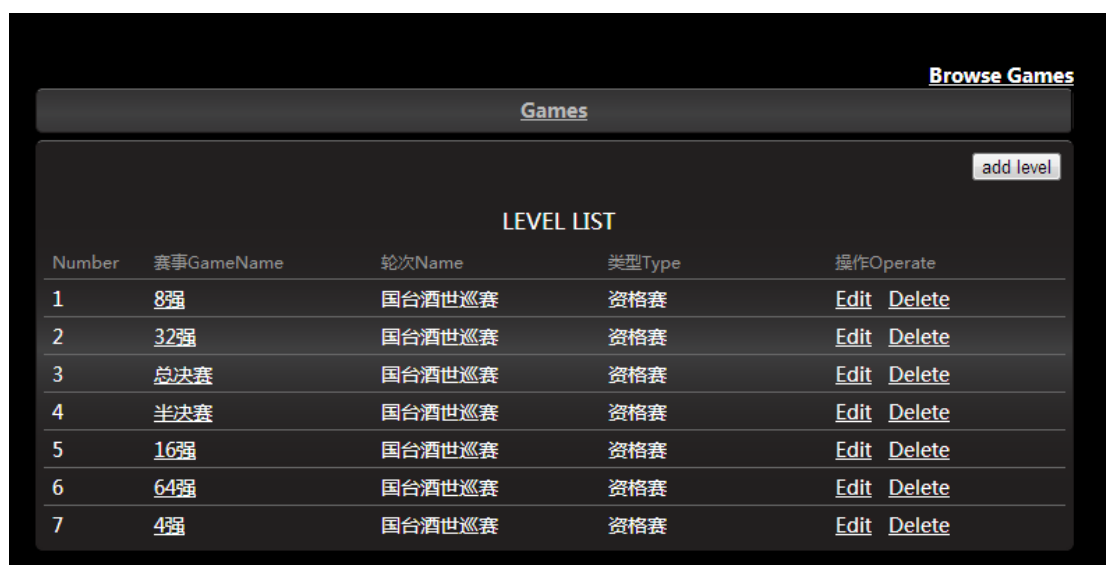 Browse Games
Games
add level
LEVEL LIST
Number 赛事GameName 轮次Name 类型Type 操作Operate
1 8强 国台酒世巡赛 资格赛 Edit Delete
2 32强 国台酒世巡赛 资格赛 Edit Delete
3 总决赛 国台酒世巡赛 资格赛 Edit Delete
4 半决赛 国台酒世巡赛 资格赛 Edit Delete
5 16强 国台酒世巡赛 资格赛 Edit Delete
6 64强 国台酒世巡赛 资格赛 Edit Delete
7 4强 国台酒世巡赛 资格赛 Edit Delete